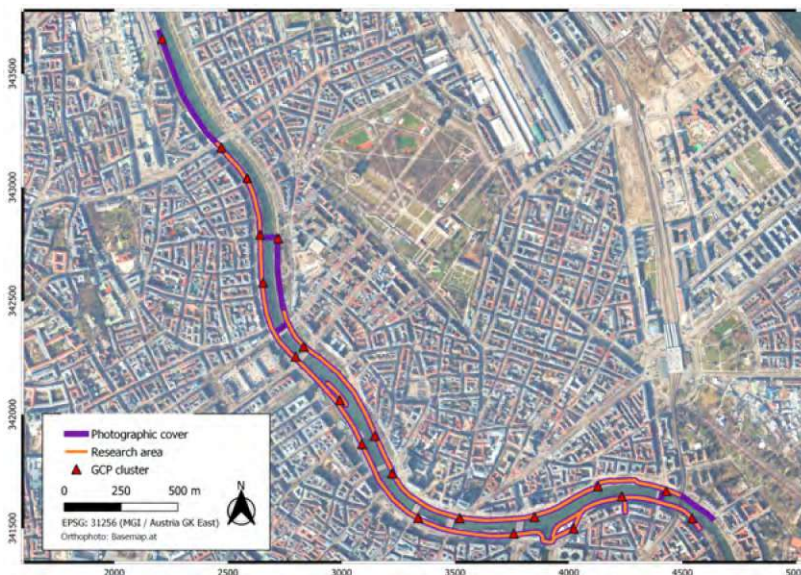 343500
343000
342500
342000
341500
Photographic cover
Research area
GCP cluster
N
0 250 500 m
EPSG: 31256 (MGI / Austria GK East)
Orthophoto: Basemap.at
2000 2500 3000 3500 4000 4500